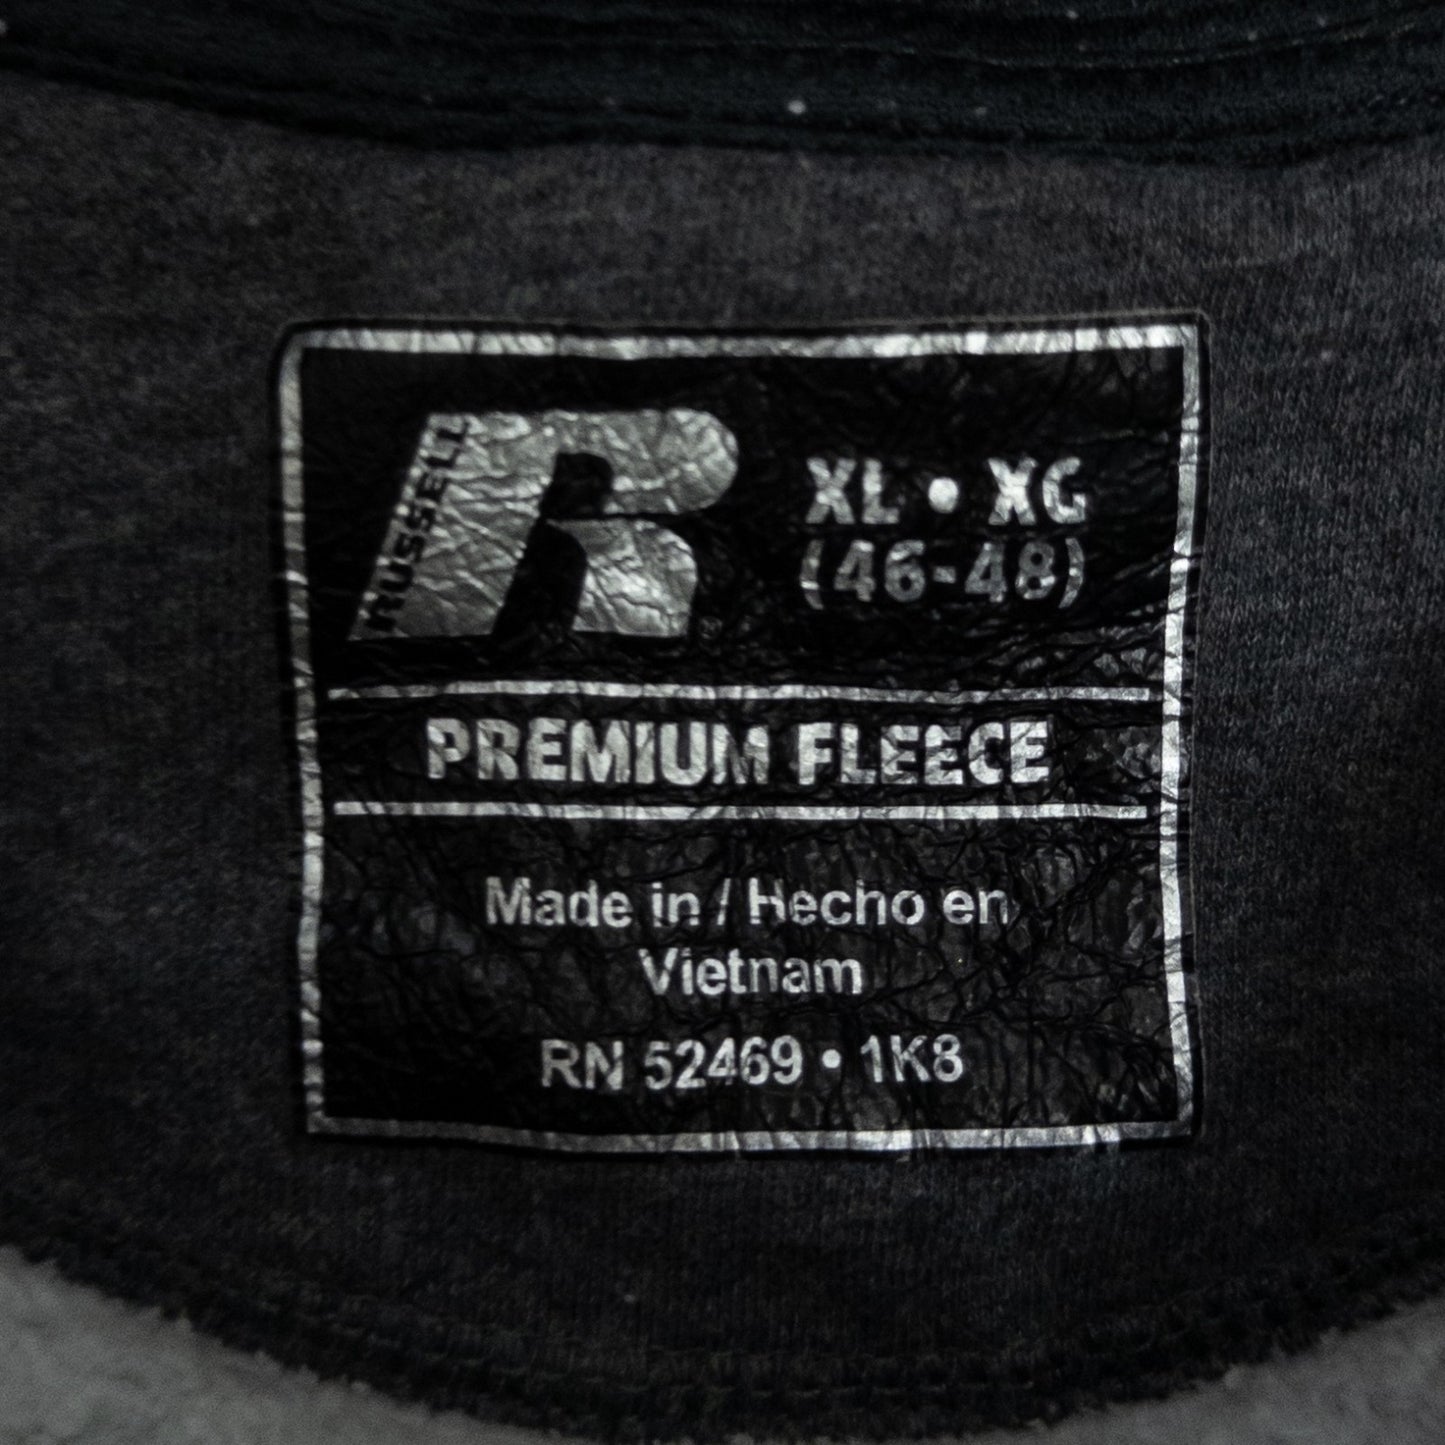 RUSSELL
XL • XG
(46-48)
PREMIUM FLEECE
Made in / Hecho en
Vietnam
RN 52469 • 1K8